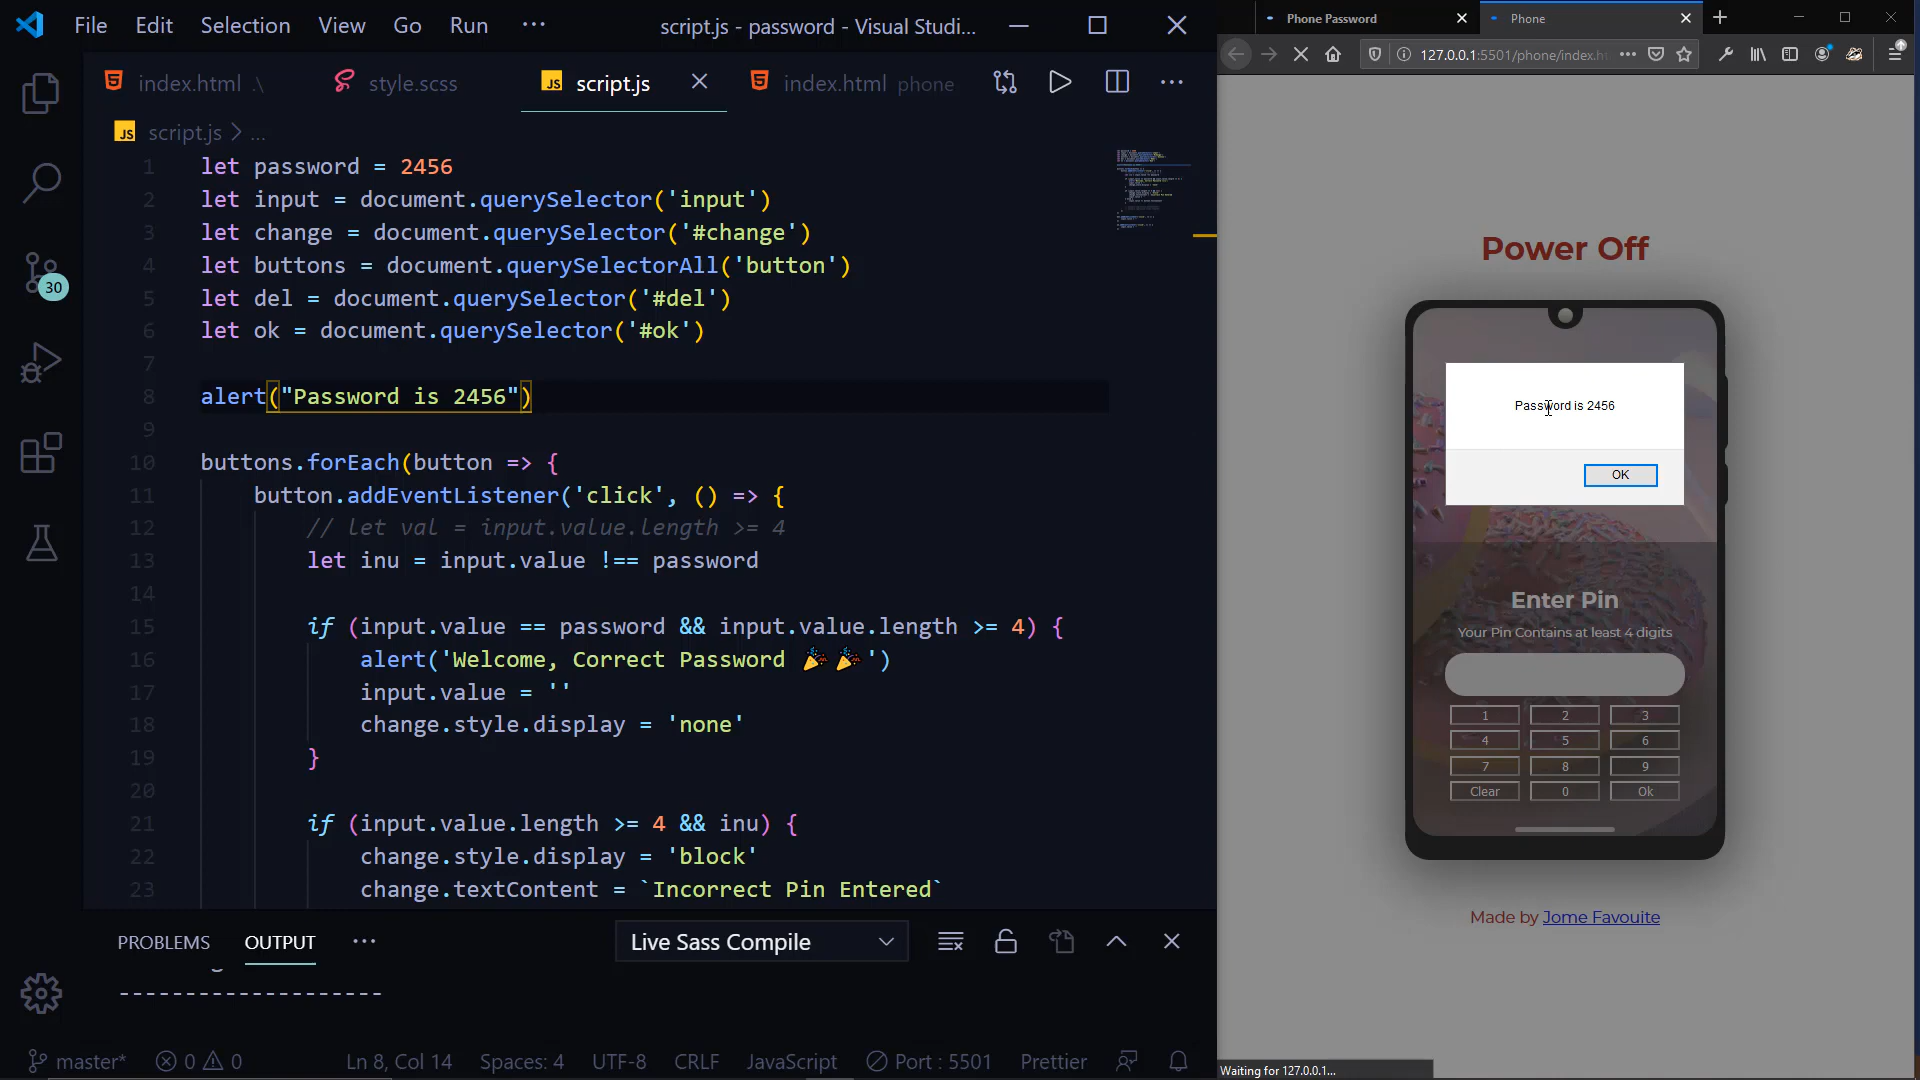 File Edit Selection View Go Run ··· script.js - password - Visual Studi...
index.html .\ style.scss JS script.js index.html phone
JS script.js > ...
1 let password = 2456
2 let input = document.querySelector('input')
3 let change = document.querySelector('#change')
4 let buttons = document.querySelectorAll('button')
5 let del = document.querySelector('#del')
6 let ok = document.querySelector('#ok')
7
8 alert("Password is 2456")
9
10 buttons.forEach(button => {
11 button.addEventListener('click', () => {
12 // let val = input.value.length >= 4
13 let inu = input.value !== password
14
15 if (input.value == password && input.value.length >= 4) {
16 alert('Welcome, Correct Password 🎉🎉')
17 input.value = ''
18 change.style.display = 'none'
19 }
20
21 if (input.value.length >= 4 && inu) {
22 change.style.display = 'block'
23 change.textContent = `Incorrect Pin Entered`
30
PROBLEMS OUTPUT ··· Live Sass Compile
--------------------
master* 0 0 Ln 8, Col 14 Spaces: 4 UTF-8 CRLF JavaScript Port : 5501 Prettier
Phone Password Phone
127.0.0.1:5501/phone/index.h
Power Off
Password is 2456
OK
Enter Pin
Your Pin Contains at least 4 digits
1 2 3
4 5 6
7 8 9
Clear 0 Ok
Made by Jome Favouite
Waiting for 127.0.0.1...